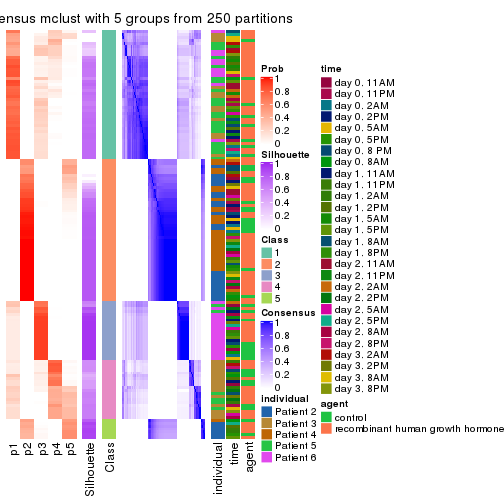 ensus mclust with 5 groups from 250 partitions
p1
p2
p3
p4
p5
Silhouette
Class
individual
time
agent
Prob
1
0.8
0.6
0.4
0.2
0
Silhouette
1
0.8
0.6
0.4
0.2
0
Class
1
2
3
4
5
Consensus
1
0.8
0.6
0.4
0.2
0
individual
Patient 2
Patient 3
Patient 4
Patient 5
Patient 6
time
day 0. 11AM
day 0. 11PM
day 0. 2AM
day 0. 2PM
day 0. 5AM
day 0. 5PM
day 0. 8 PM
day 0. 8AM
day 1. 11AM
day 1. 11PM
day 1. 2AM
day 1. 2PM
day 1. 5AM
day 1. 5PM
day 1. 8AM
day 1. 8PM
day 2. 11AM
day 2. 11PM
day 2. 2AM
day 2. 2PM
day 2. 5AM
day 2. 5PM
day 2. 8AM
day 2. 8PM
day 3. 2AM
day 3. 2PM
day 3. 8AM
day 3. 8PM
agent
control
recombinant human growth hormone